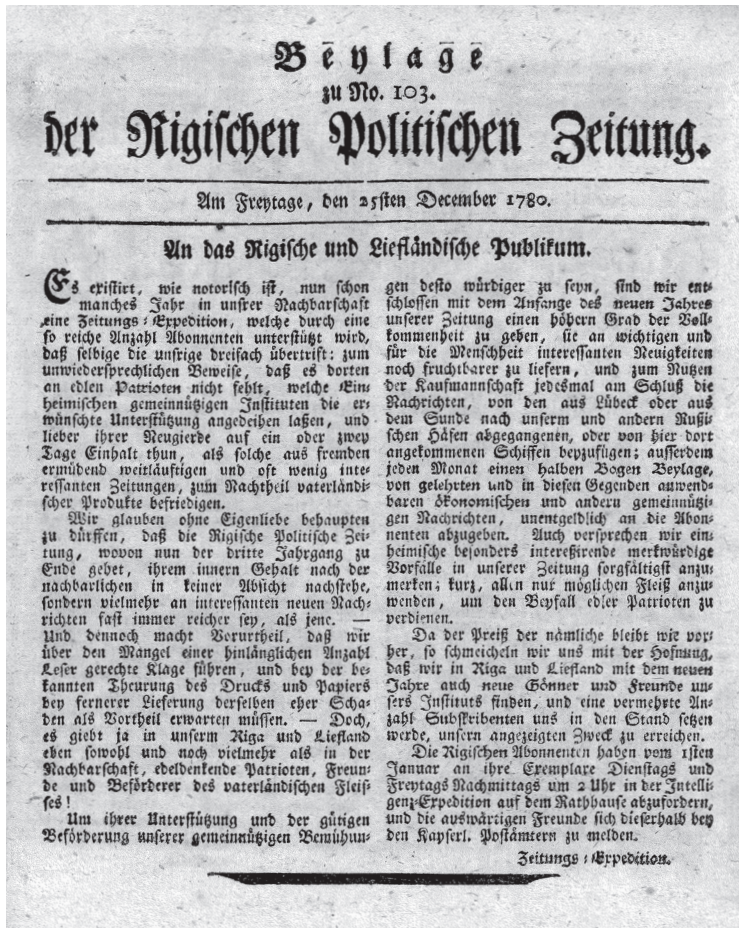 Beylage
zu No. 103.
der Rigischen Politischen Zeitung.
Am Freytage, den 25sten December 1780.
An das Rigische und Liefländische Publikum.
Es existirt, wie notorisch ist, nun schon
manches Jahr in unsrer Nachbarschaft
eine Zeitungs-Expedition, welche durch eine
so reiche Anzahl Abonnenten unterstützt wird,
daß selbige die unsrige dreifach übertrift: zum
unwiedersprechlichen Beweise, daß es dorten
an edlen Patrioten nicht fehlt, welche Ein-
heimischen gemeinnützigen Instituten die er-
wünschte Unterstützung angedeihen laßen, und
lieber ihrer Neugierde auf ein oder zwey
Tage Einhalt thun, als solche aus fremden
ermüdend weitläuftigen und oft wenig inte-
ressanten Zeitungen, zum Nachtheil vaterländi-
scher Produkte befriedigen.
Wir glauben ohne Eigenliebe behaupten
zu dürffen, daß die Rigische Politische Zei-
tung, wovon nun der dritte Jahrgang zu
Ende gehet, ihrem innern Gehalt nach der
nachbarlichen in keiner Absicht nachstehe,
sondern vielmehr an interessanten neuen Nach-
richten fast immer reicher sey, als jene. —
Und dennoch macht Vorurtheil, daß wir
über den Mangel einer hinlänglichen Anzahl
Leser gerechte Klage führen, und bey der be-
kannten Theurung des Drucks und Papiers
bey fernerer Lieferung derselben eher Scha-
den als Vortheil erwarten müssen. — Doch,
es giebt ja in unserm Riga und Liefland
eben sowohl und noch vielmehr als in der
Nachbarschaft, edeldenkende Patrioten, Freun-
de und Beförderer des vaterländischen Fleis-
ses!
Um ihrer Unterstützung und der gütigen
Beförderung unserer gemeinnützigen Bemühun-
gen desto würdiger zu seyn, sind wir ent-
schlossen mit dem Anfange des neuen Jahres
unserer Zeitung einen höhern Grad der Voll-
kommenheit zu geben, sie an wichtigen und
für die Menschheit interessanten Neuigkeiten
noch fruchtbarer zu liefern, und zum Nutzen
der Kaufmannschaft jedesmal am Schluß die
Nachrichten, von den aus Lübeck oder aus
dem Sunde nach unserm und andern Rußi-
schen Häfen abgegangenen, oder von hier dort
angekommenen Schiffen beyzufügen; ausserdem
jeden Monat einen halben Bogen Beylage,
von gelehrten und in diesen Gegenden anwend-
baren ökonomischen und andern gemeinnützi-
gen Nachrichten, unentgeldlich an die Abon-
nenten abzugeben. Auch versprechen wir ein-
heimische besonders intereßirende merkwürdige
Vorfälle in unserer Zeitung sorgfältigst anzu-
merken; kurz, allen nur möglichen Fleiß anzu-
wenden, um den Beyfall edler Patrioten zu
verdienen.
Da der Preiß der nämliche bleibt wie vor-
her, so schmeicheln wir uns mit der Hofnung,
daß wir in Riga und Liefland mit dem neuen
Jahre auch neue Gönner und Freunde un-
sers Instituts finden, und eine vermehrte An-
zahl Subskribenten uns in den Stand setzen
werde, unsern angezeigten Zweck zu erreichen.
Die Rigischen Abonnenten haben vom 1sten
Januar an ihre Exemplare Dienstags und
Freytags Nachmittags um 2 Uhr in der Intelli-
genz-Expedition auf dem Rathhause abzufordern,
und die auswärtigen Freunde sich dieserhalb bey
den Kayserl. Postämtern zu melden.
Zeitungs-Expedition.